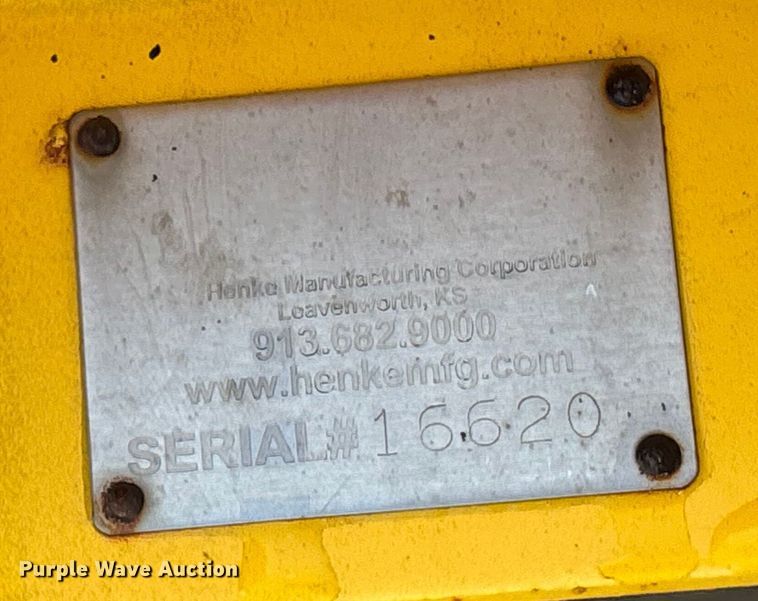 Henke Manufacturing Corporation
Leavenworth, KS
913.682.9000
www.henkemfg.com
SERIAL# 16620
Purple Wave Auction